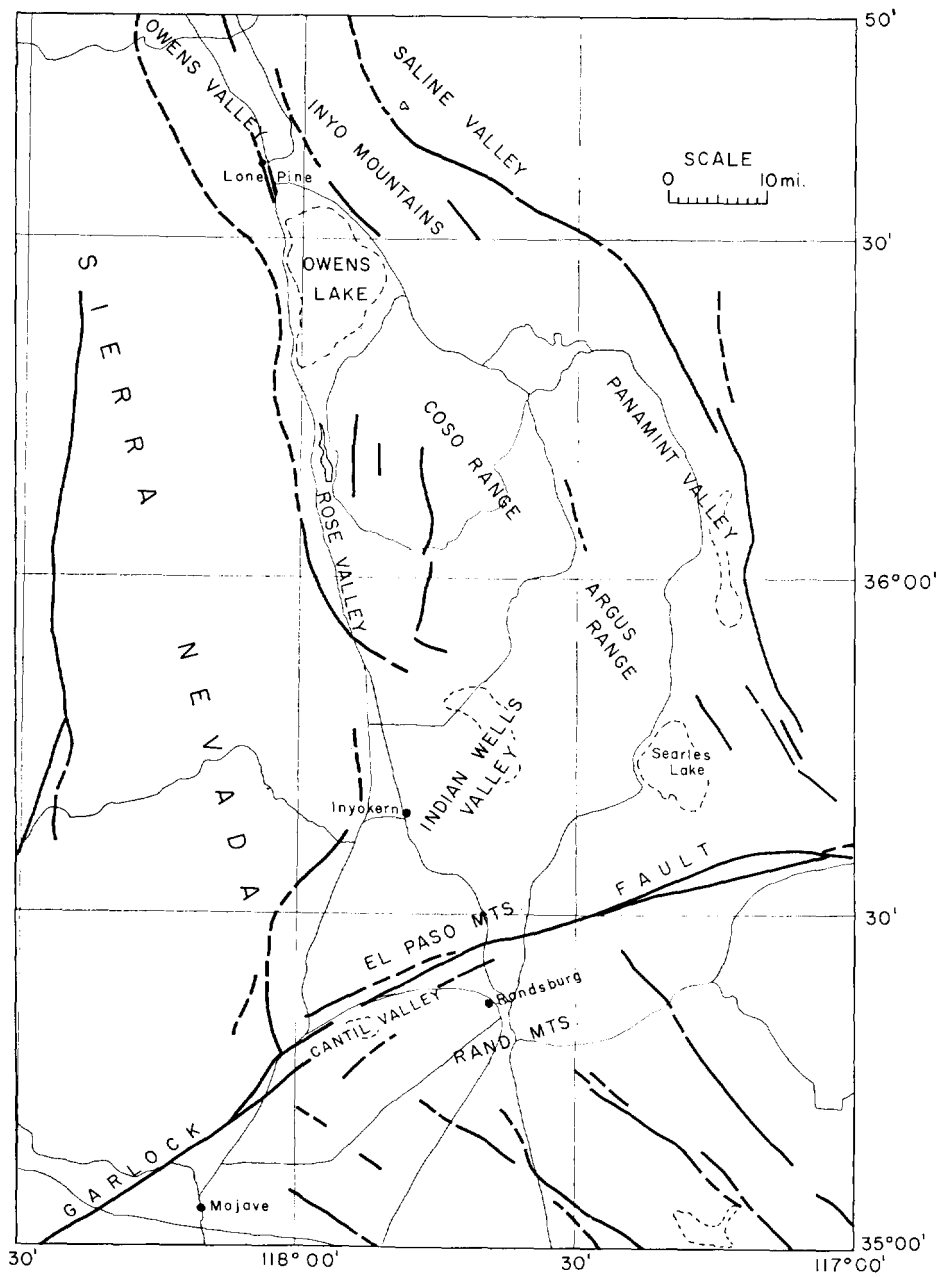 50'
OWENS VALLEY
SALINE VALLEY
INYO MOUNTAINS
SCALE
0 10 mi.
Lone Pine
30'
SIERRA NEVADA
OWENS
LAKE
COSO RANGE
PANAMINT VALLEY
ROSE VALLEY
36°00'
ARGUS
RANGE
INDIAN WELLS
VALLEY
Searles
Lake
Inyokern
GARLOCK FAULT
30'
EL PASO MTS
Randsburg
CANTIL VALLEY
RAND MTS
Mojave
35°00'
30'
118°00'
30'
117°00'